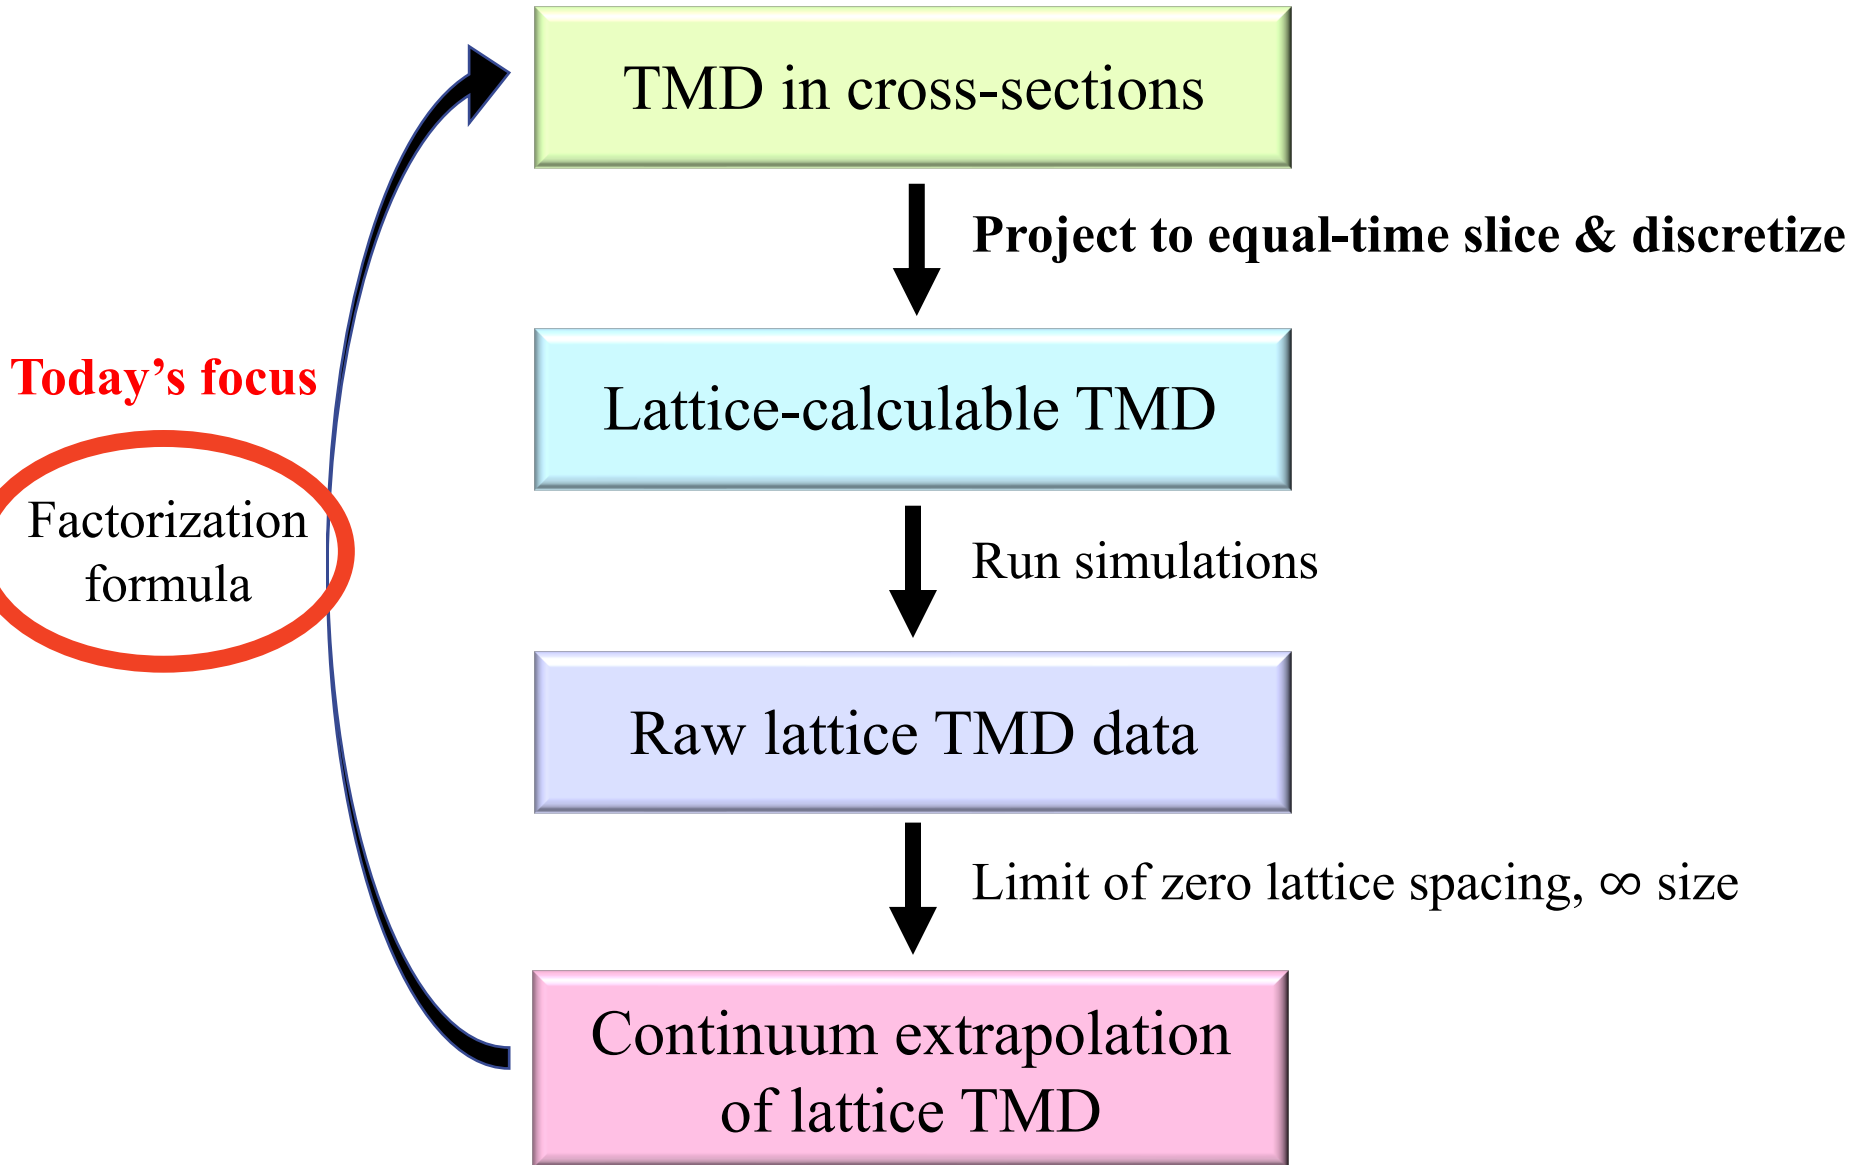 TMD in cross-sections
Project to equal-time slice & discretize
Today’s focus
Lattice-calculable TMD
Factorization
formula
Run simulations
Raw lattice TMD data
Limit of zero lattice spacing, ∞ size
Continuum extrapolation
of lattice TMD